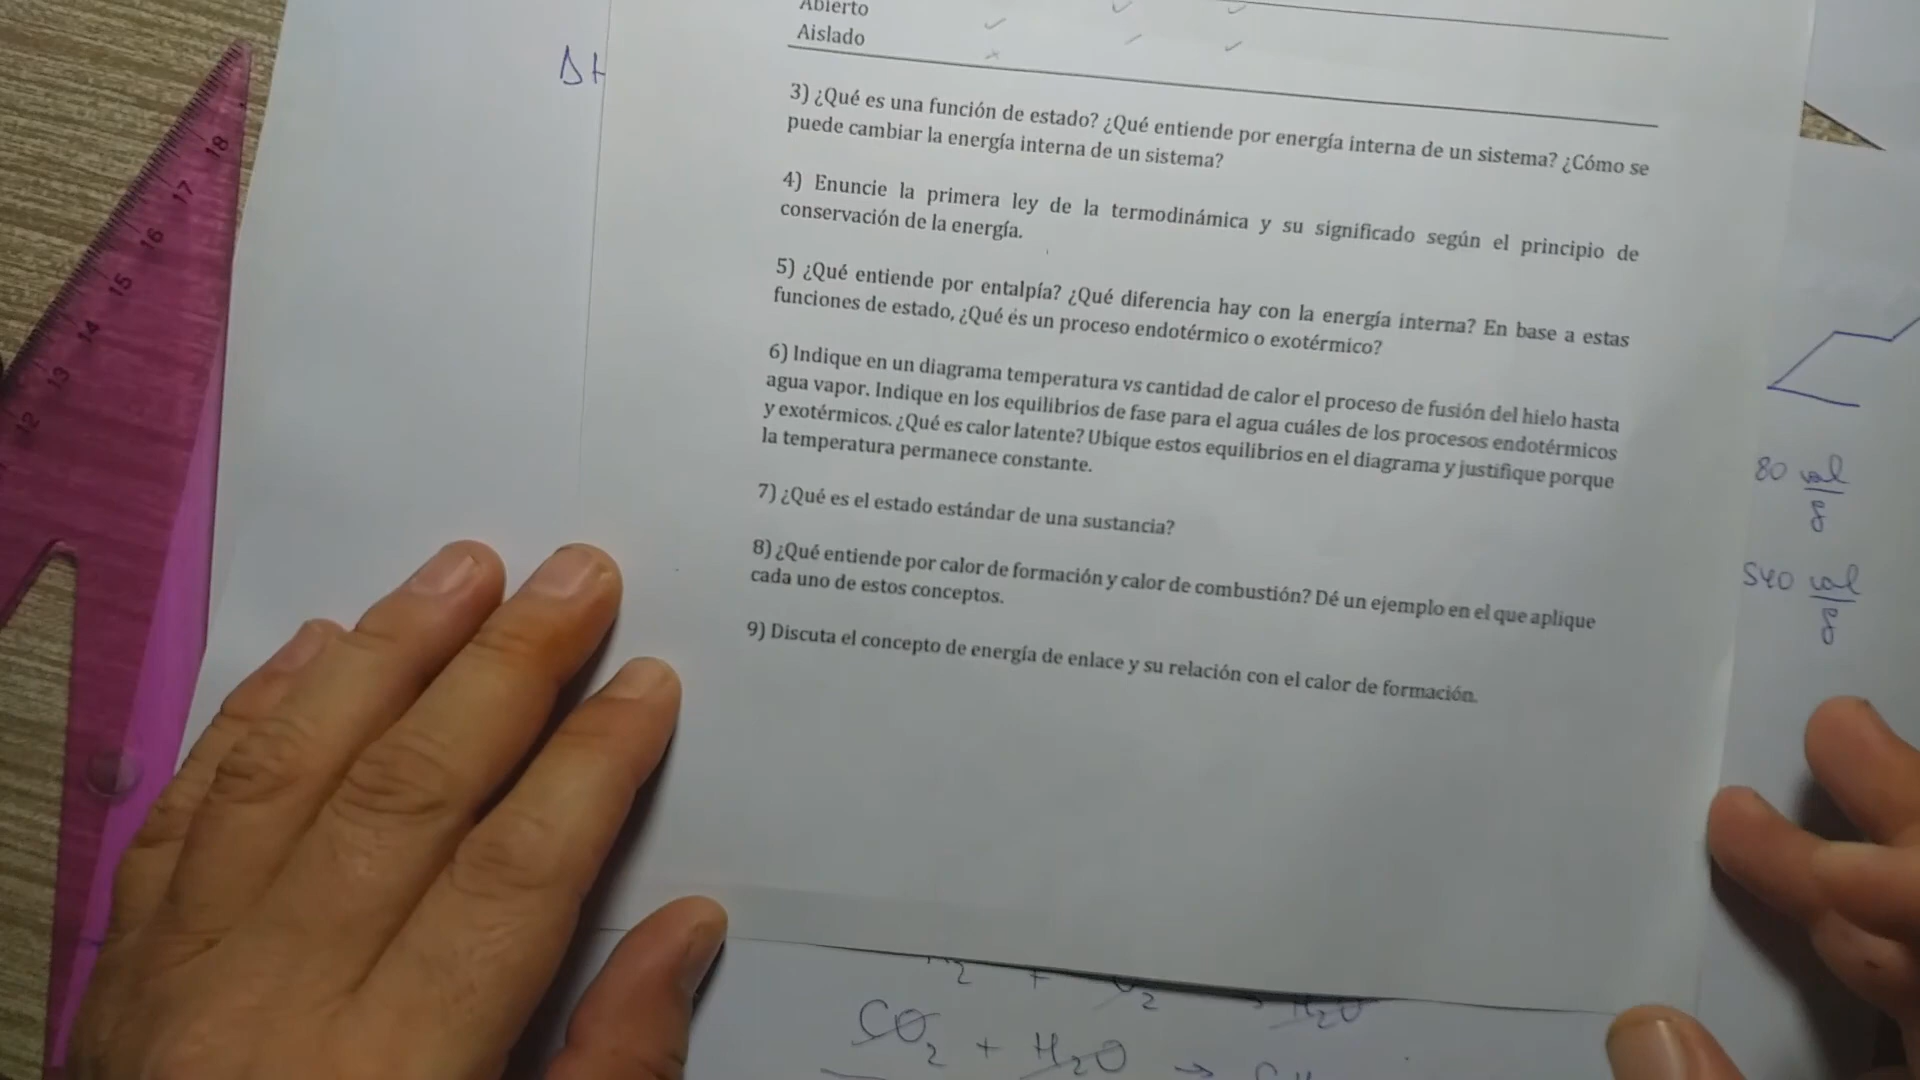 Abierto
Aislado
3) ¿Qué es una función de estado? ¿Qué entiende por energía interna de un sistema? ¿Cómo se
puede cambiar la energía interna de un sistema?
4) Enuncie la primera ley de la termodinámica y su significado según el principio de
conservación de la energía.
5) ¿Qué entiende por entalpía? ¿Qué diferencia hay con la energía interna? En base a estas
funciones de estado, ¿Qué es un proceso endotérmico o exotérmico?
6) Indique en un diagrama temperatura vs cantidad de calor el proceso de fusión del hielo hasta
agua vapor. Indique en los equilibrios de fase para el agua cuáles de los procesos endotérmicos
y exotérmicos. ¿Qué es calor latente? Ubique estos equilibrios en el diagrama y justifique porque
la temperatura permanece constante.
7) ¿Qué es el estado estándar de una sustancia?
8) ¿Qué entiende por calor de formación y calor de combustión? Dé un ejemplo en el que aplique
cada uno de estos conceptos.
9) Discuta el concepto de energía de enlace y su relación con el calor de formación.
80 cal/g
540 cal/g
H₂O
CO₂ + H₂O →
18
17
16
15
14
13
12